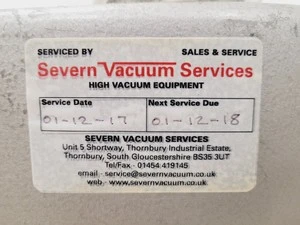 SERVICED BY SALES & SERVICE
Severn Vacuum Services
HIGH VACUUM EQUIPMENT
Service Date Next Service Due
01-12-17 01-12-18
SEVERN VACUUM SERVICES
Unit 5 Shortway, Thornbury Industrial Estate,
Thornbury, South Gloucestershire BS35 3UT
Tel/Fax - 01454 419145
email - service@severnvacuum.co.uk
web - www.severnvacuum.co.uk